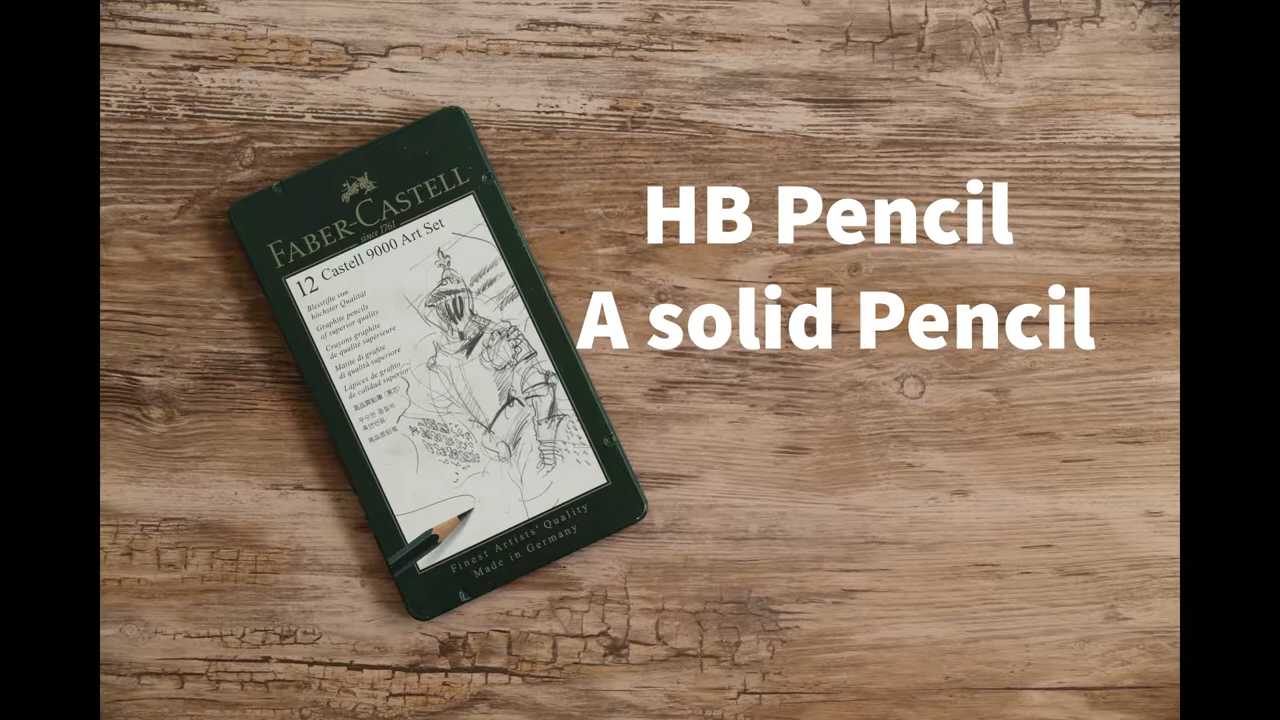 FABER-CASTELL
since 1761
12 Castell 9000 Art Set
Bleistifte von
höchster Qualität
Graphite pencils
of superior quality
Crayons graphite
de qualité supérieure
Matite di grafite
di qualità superiore
Lápices de grafito
de calidad superior
Finest Artists' Quality
Made in Germany
HB Pencil
A solid Pencil